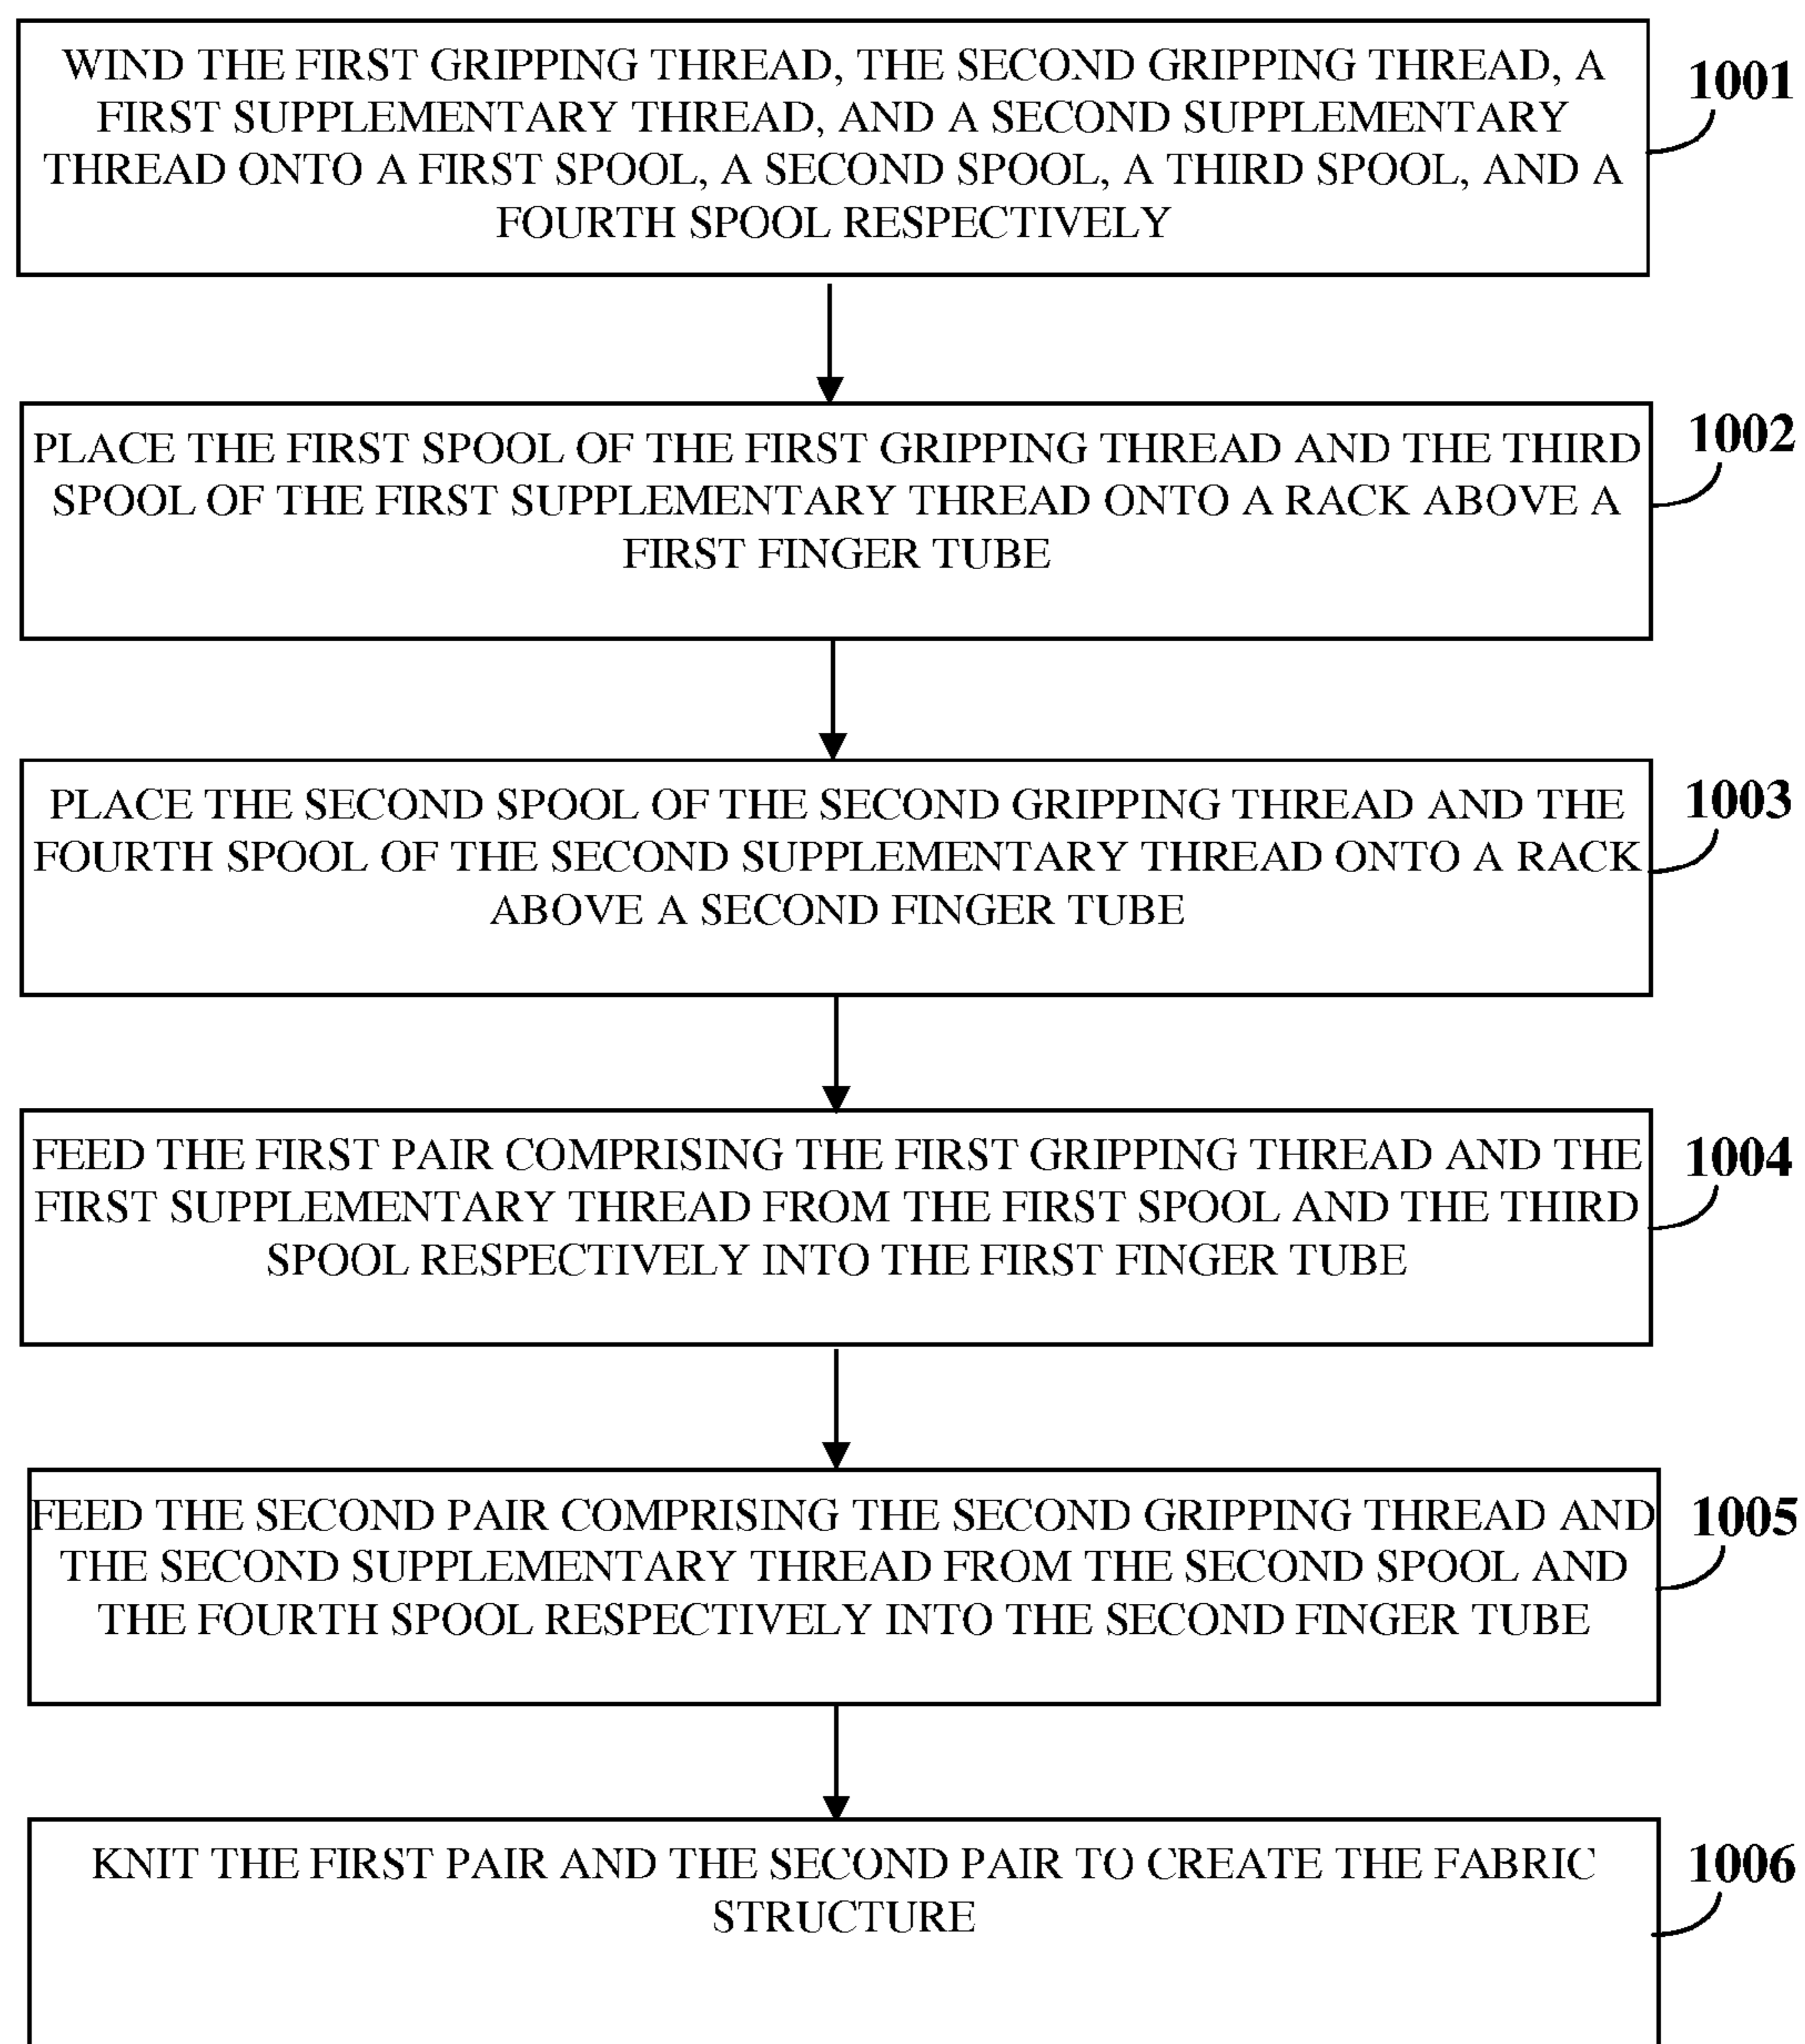 WIND THE FIRST GRIPPING THREAD, THE SECOND GRIPPING THREAD, A
FIRST SUPPLEMENTARY THREAD, AND A SECOND SUPPLEMENTARY
THREAD ONTO A FIRST SPOOL, A SECOND SPOOL, A THIRD SPOOL, AND A
FOURTH SPOOL RESPECTIVELY
1001
PLACE THE FIRST SPOOL OF THE FIRST GRIPPING THREAD AND THE THIRD
SPOOL OF THE FIRST SUPPLEMENTARY THREAD ONTO A RACK ABOVE A
FIRST FINGER TUBE
1002
PLACE THE SECOND SPOOL OF THE SECOND GRIPPING THREAD AND THE
FOURTH SPOOL OF THE SECOND SUPPLEMENTARY THREAD ONTO A RACK
ABOVE A SECOND FINGER TUBE
1003
FEED THE FIRST PAIR COMPRISING THE FIRST GRIPPING THREAD AND THE
FIRST SUPPLEMENTARY THREAD FROM THE FIRST SPOOL AND THE THIRD
SPOOL RESPECTIVELY INTO THE FIRST FINGER TUBE
1004
FEED THE SECOND PAIR COMPRISING THE SECOND GRIPPING THREAD AND
THE SECOND SUPPLEMENTARY THREAD FROM THE SECOND SPOOL AND
THE FOURTH SPOOL RESPECTIVELY INTO THE SECOND FINGER TUBE
1005
KNIT THE FIRST PAIR AND THE SECOND PAIR TO CREATE THE FABRIC
STRUCTURE
1006